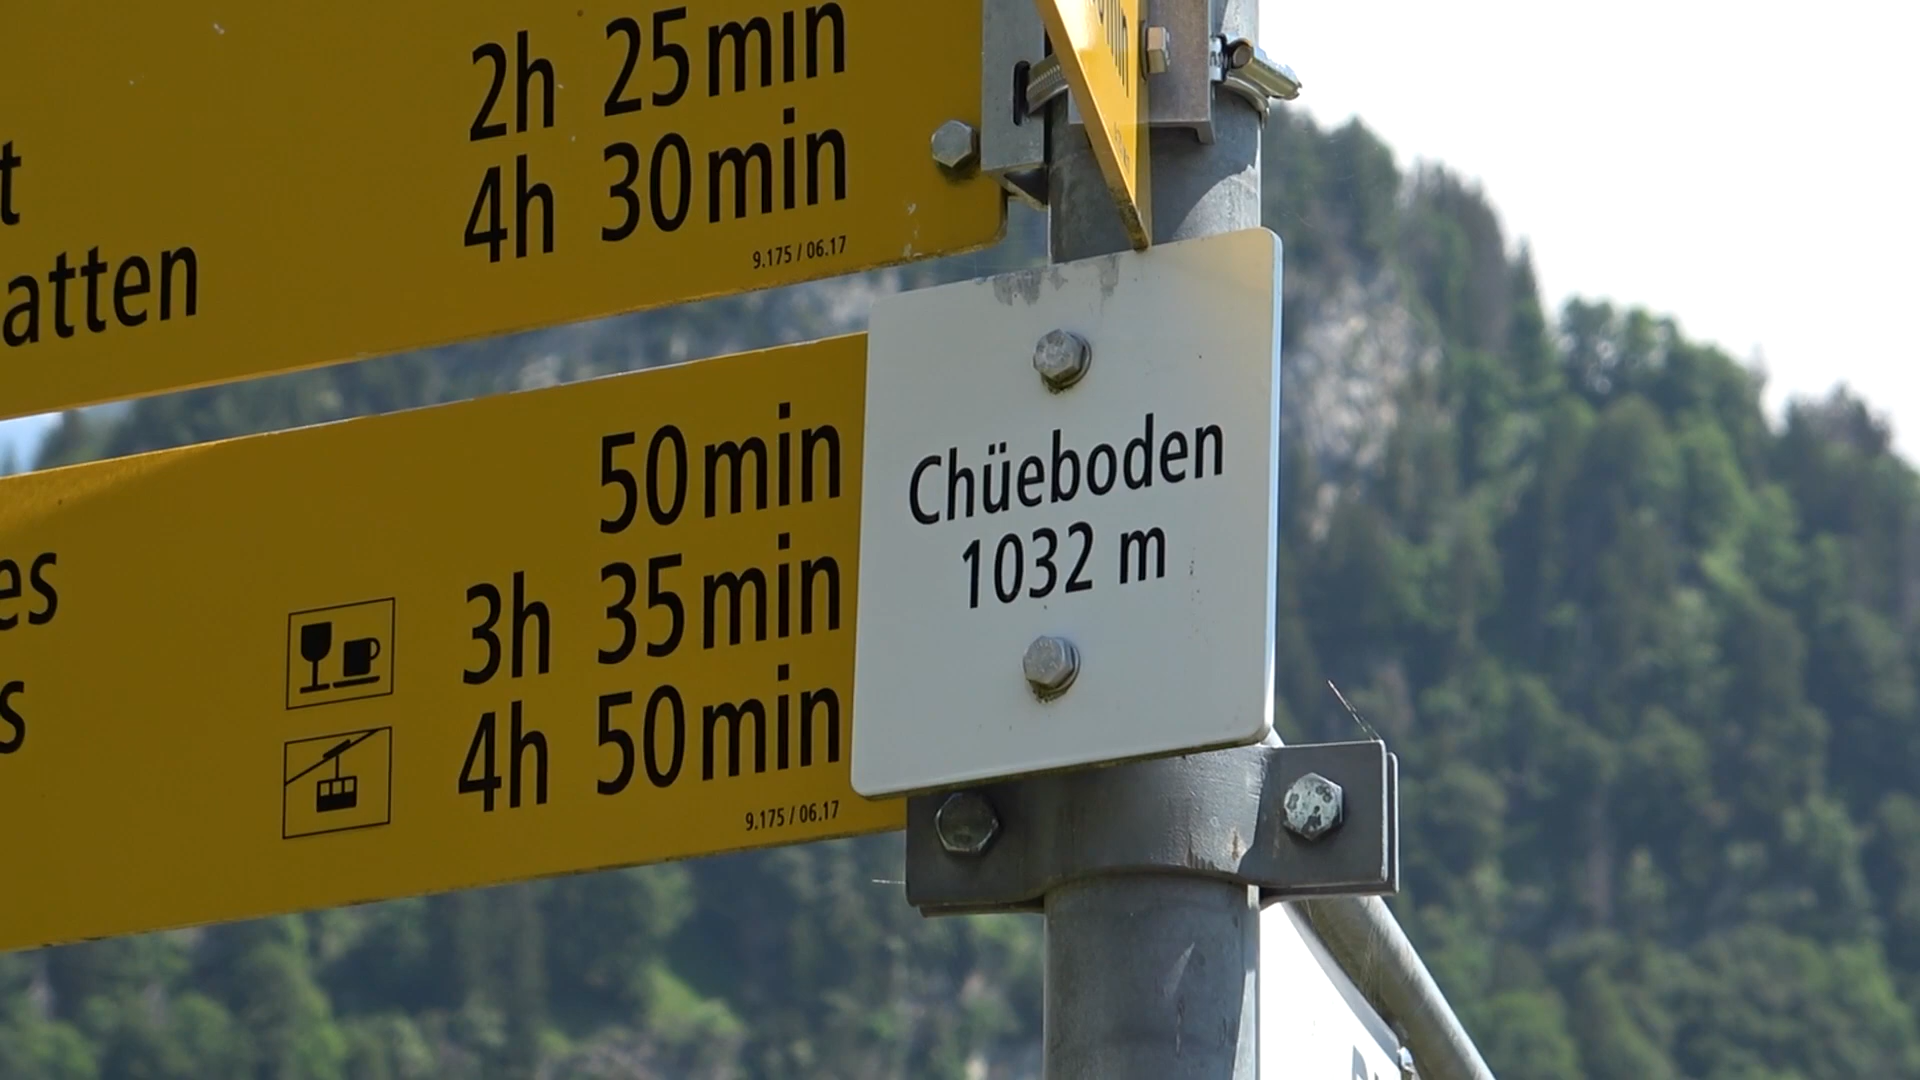 2h 25min
4h 30min
atten
9.175 / 06.17
50min
es 3h 35min
s 4h 50min
9.175 / 06.17
Chüeboden
1032 m